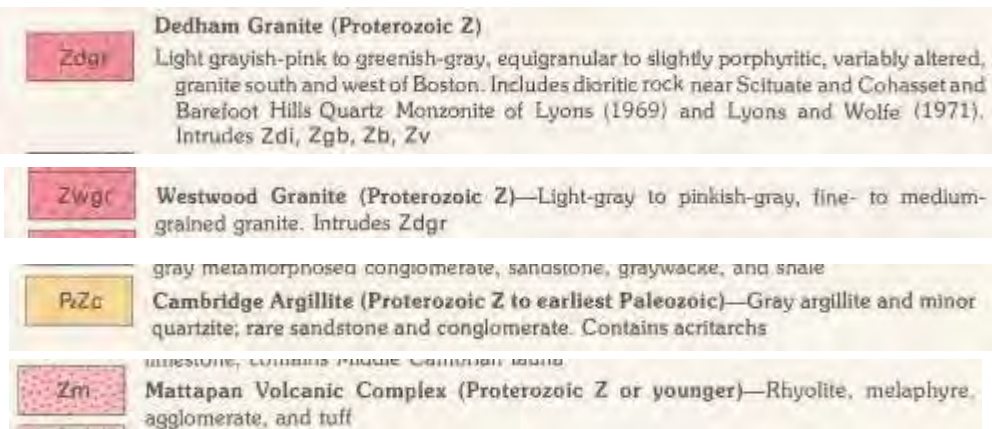 Dedham Granite (Proterozoic Z)
Zdgr Light grayish-pink to greenish-gray, equigranular to slightly porphyritic, variably altered,
granite south and west of Boston. Includes dioritic rock near Scituate and Cohasset and
Barefoot Hills Quartz Monzonite of Lyons (1969) and Lyons and Wolfe (1971).
Intrudes Zdi, Zgb, Zb, Zv
Zwgr Westwood Granite (Proterozoic Z)—Light-gray to pinkish-gray, fine- to medium-
grained granite. Intrudes Zdgr
gray metamorphosed conglomerate, sandstone, graywacke, and shale
PzZc Cambridge Argillite (Proterozoic Z to earliest Paleozoic)—Gray argillite and minor
quartzite; rare sandstone and conglomerate. Contains acritarchs
limestone, contains Middle Cambrian fauna
Zm Mattapan Volcanic Complex (Proterozoic Z or younger)—Rhyolite, melaphyre,
agglomerate, and tuff